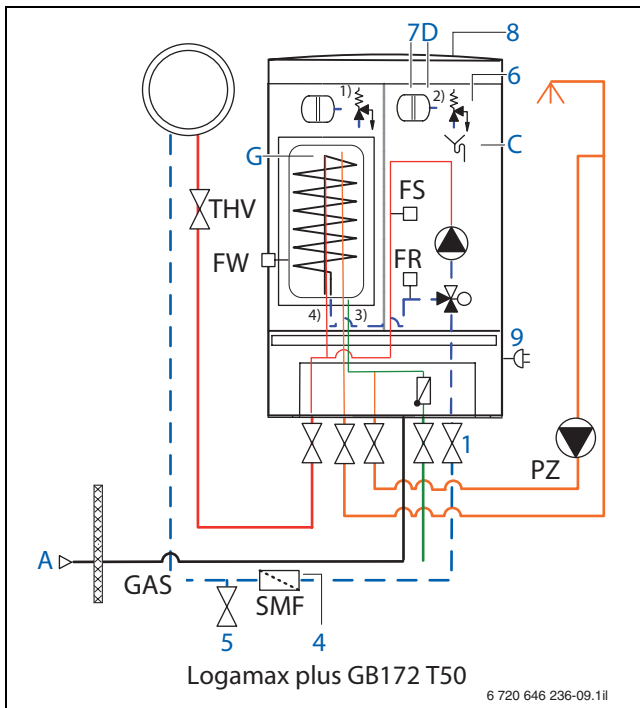 7D
8
1)
2)
6
G
C
THV
FS
FW
FR
4)
3)
9
1
PZ
A
GAS
SMF
5
4
Logamax plus GB172 T50
6 720 646 236-09.1il